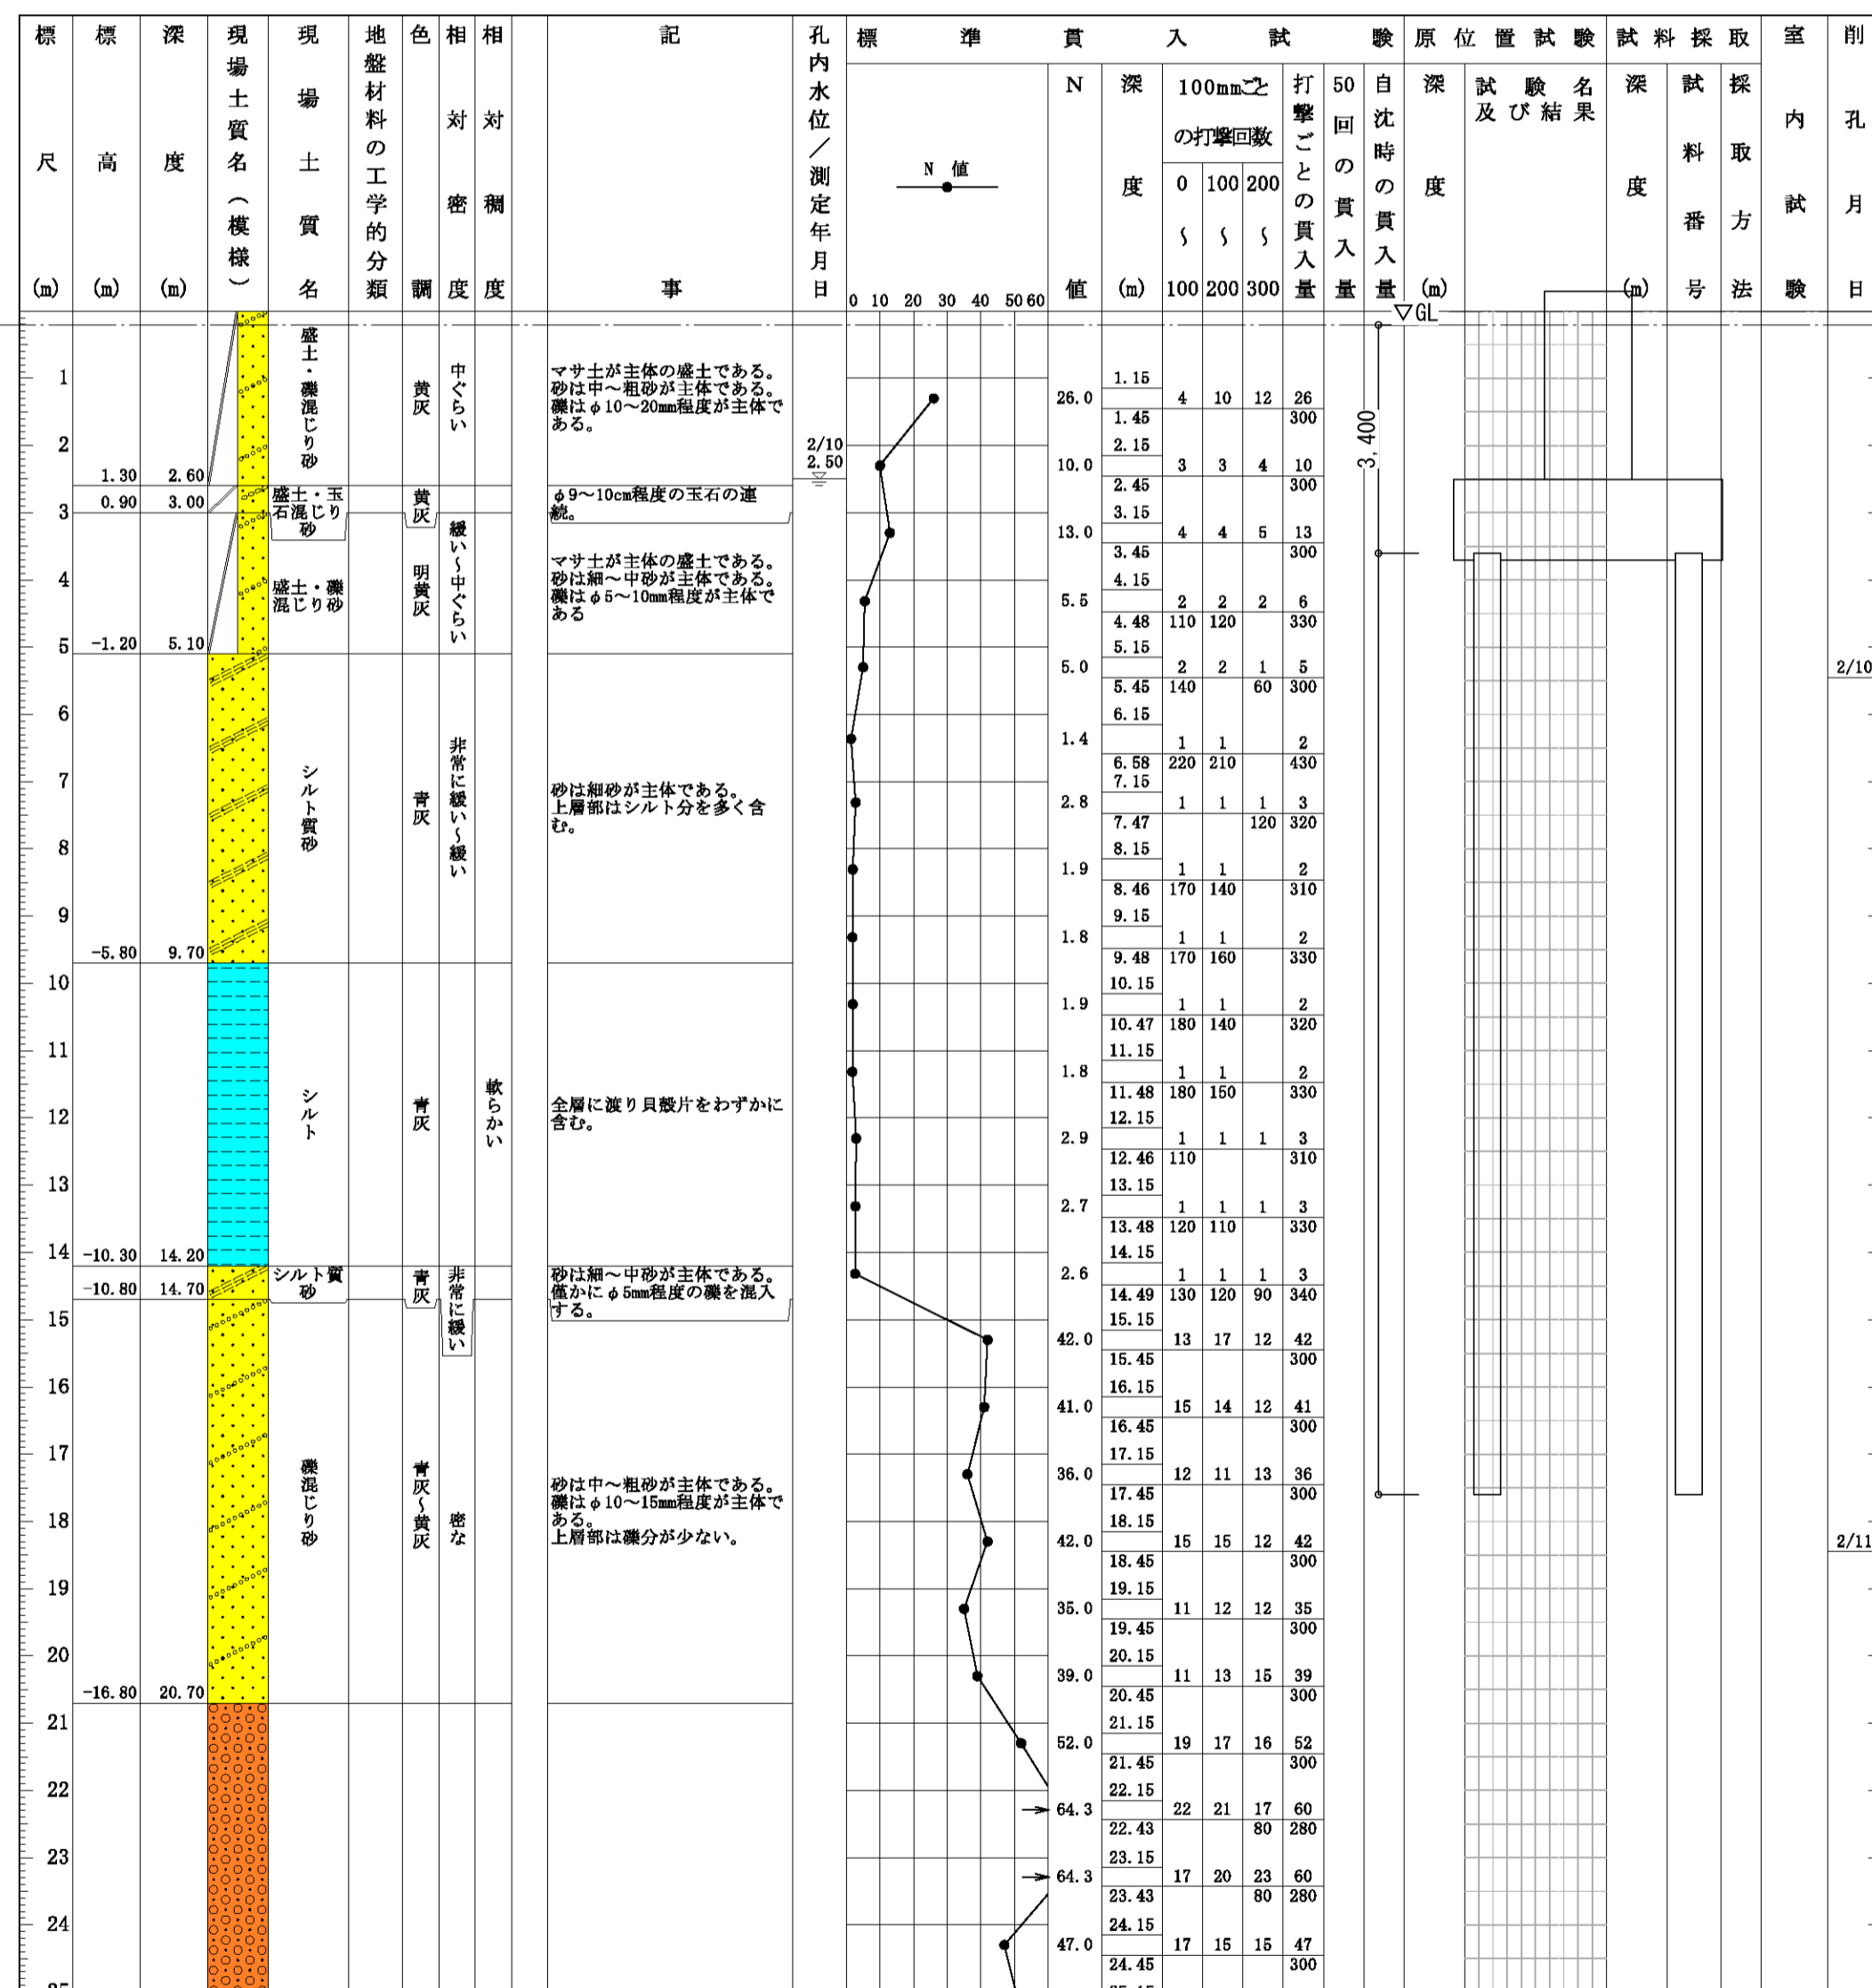 標尺(m)
標高(m)
深度(m)
現場土質名(模様)
現場土質名
地盤材料の工学的分類
色調
相対密度
相対稠度
記事
孔内水位/測定年月日
標準貫入試験
N値
0 10 20 30 40 50 60
N値
深度(m)
100mmごと
の打撃回数
0 100 200
~ ~ ~
100 200 300
打撃ごとの貫入量
50回の貫入量
自沈時の貫入量
原位置試験
深度(m)
試験名
及び結果
試料採取
深度(m)
試料番号
採取方法
室内試験
削孔月日
▽GL
3,400
1
2
3
4
5
6
7
8
9
10
11
12
13
14
15
16
17
18
19
20
21
22
23
24
1.30 2.60
0.90 3.00
-1.20 5.10
-5.80 9.70
-10.30 14.20
-10.80 14.70
-16.80 20.70
盛土・礫混じり砂
黄灰
中ぐらい
マサ土が主体の盛土である。
砂は中~粗砂が主体である。
礫はφ10~20mm程度が主体で
ある。
2/10
2.50
盛土・玉
石混じり
砂
黄灰
φ9~10cm程度の玉石の連
続。
盛土・礫
混じり砂
明黄灰
緩い~中ぐらい
マサ土が主体の盛土である。
砂は細~中砂が主体である。
礫はφ5~10mm程度が主体で
ある
シルト質砂
青灰
非常に緩い~緩い
砂は細砂が主体である。
上層部はシルト分を多く含
む。
シルト
青灰
軟らかい
全層に渡り貝殻片をわずかに
含む。
シルト質
砂
青灰
非常に緩い
砂は細~中砂が主体である。
僅かにφ5mm程度の礫を混入
する。
礫混じり砂
青灰~黄灰
密な
砂は中~粗砂が主体である。
礫はφ10~15mm程度が主体で
ある。
上層部は礫分が少ない。
1.15
26.0 4 10 12 26
1.45 300
2.15
10.0 3 3 4 10
2.45 300
3.15
13.0 4 4 5 13
3.45 300
4.15
5.5 2 2 2 6
4.48 110 120 330
5.15
5.0 2 2 1 5
5.45 140 60 300
6.15
1.4 1 1 2
6.58 220 210 430
7.15
2.8 1 1 1 3
7.47 120 320
8.15
1.9 1 1 2
8.46 170 140 310
9.15
1.8 1 1 2
9.48 170 160 330
10.15
1.9 1 1 2
10.47 180 140 320
11.15
1.8 1 1 2
11.48 180 150 330
12.15
2.9 1 1 1 3
12.46 110 310
13.15
2.7 1 1 1 3
13.48 120 110 330
14.15
2.6 1 1 1 3
14.49 130 120 90 340
15.15
42.0 13 17 12 42
15.45 300
16.15
41.0 15 14 12 41
16.45 300
17.15
36.0 12 11 13 36
17.45 300
18.15
42.0 15 15 12 42
18.45 300
19.15
35.0 11 12 12 35
19.45 300
20.15
39.0 11 13 15 39
20.45 300
21.15
52.0 19 17 16 52
21.45 300
22.15
64.3 22 21 17 60
22.43 80 280
23.15
64.3 17 20 23 60
23.43 80 280
24.15
47.0 17 15 15 47
24.45 300
2/10
2/11